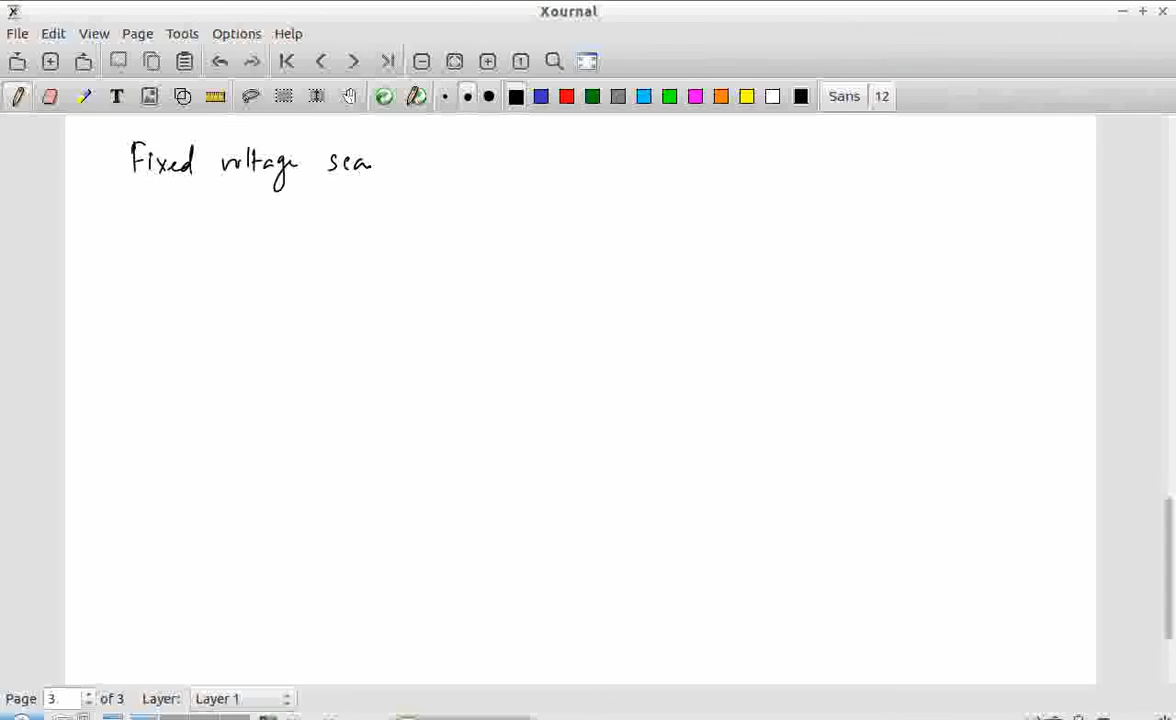 Xournal
File Edit View Page Tools Options Help
Sans 12
Fixed voltage sca
Page 3 of 3 Layer: Layer 1